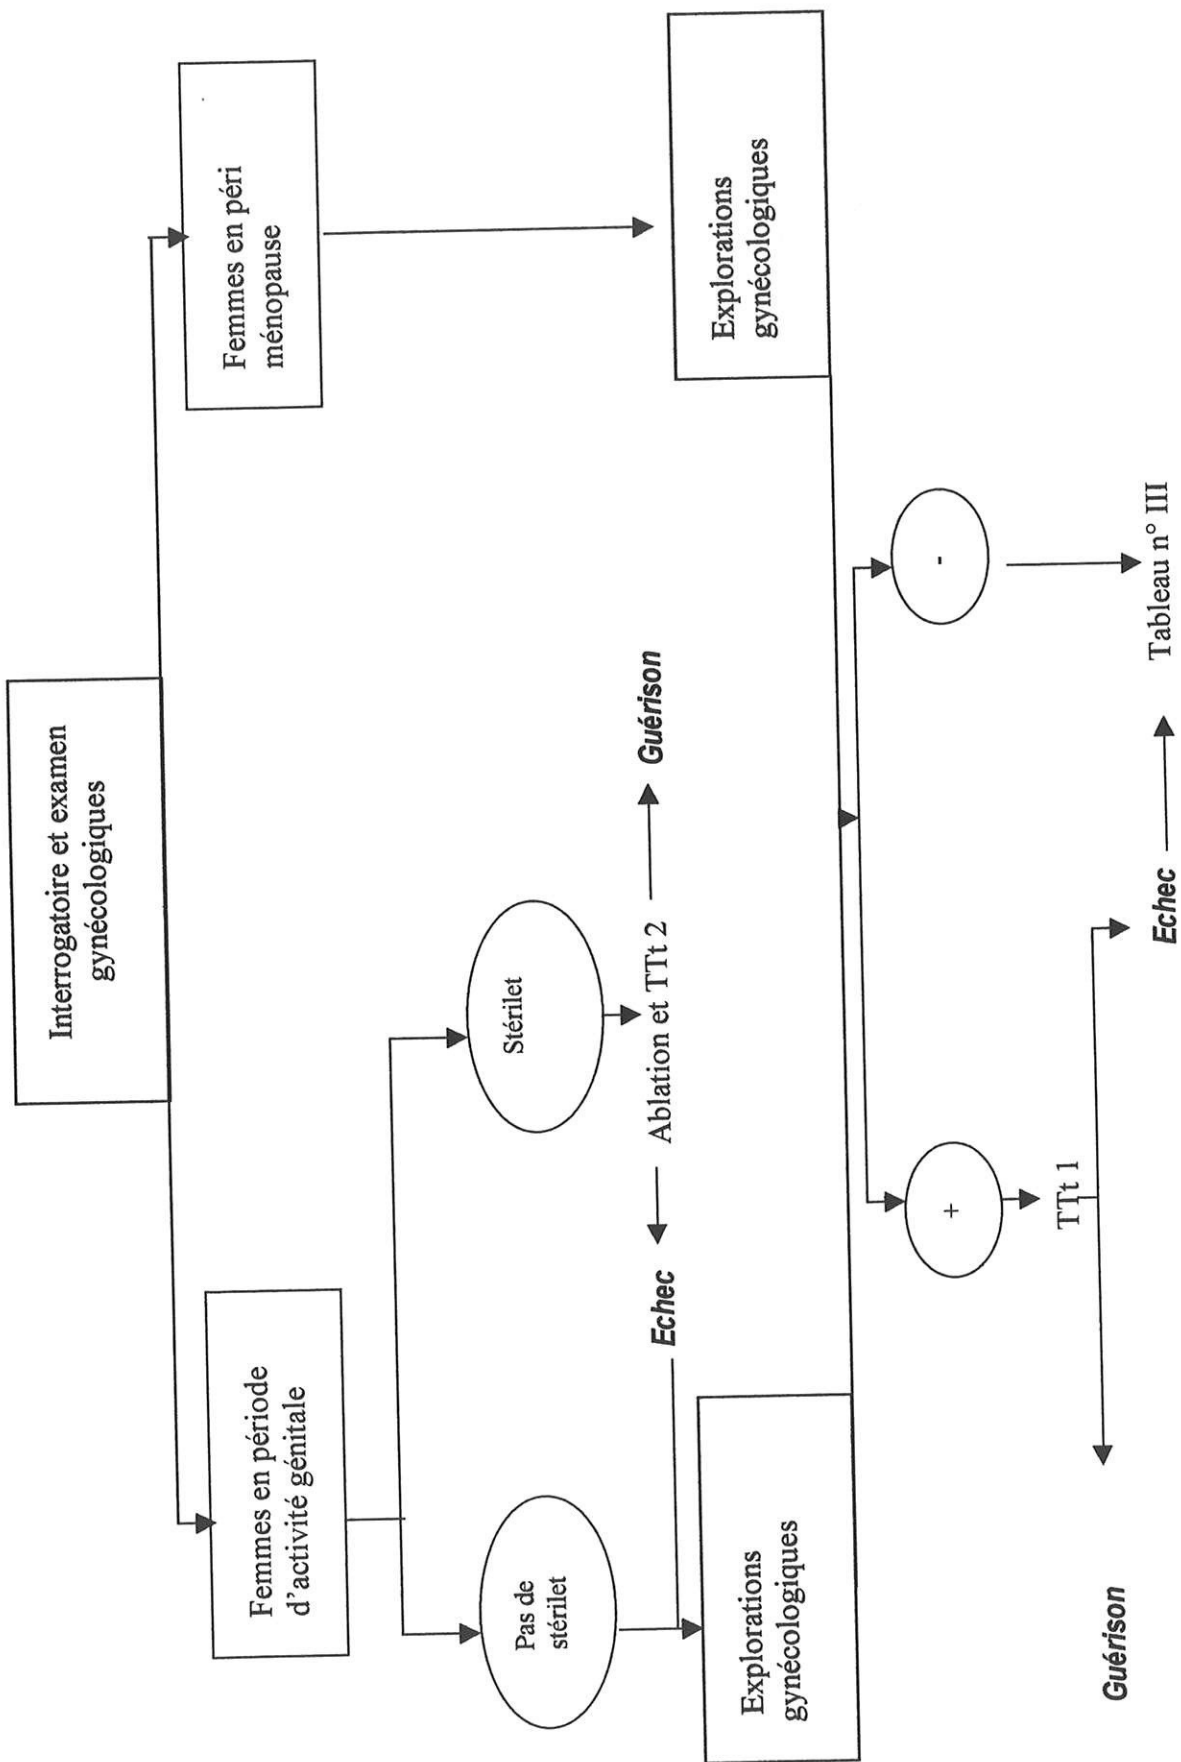 Interrogatoire et examen
gynécologiques
Femmes en période
d'activité génitale
Femmes en péri
ménopause
Pas de
stérilet
Stérilet
Echec
Ablation et TTt 2
Guérison
Explorations
gynécologiques
Explorations
gynécologiques
+
-
TTt 1
Guérison
Echec
Tableau n° III